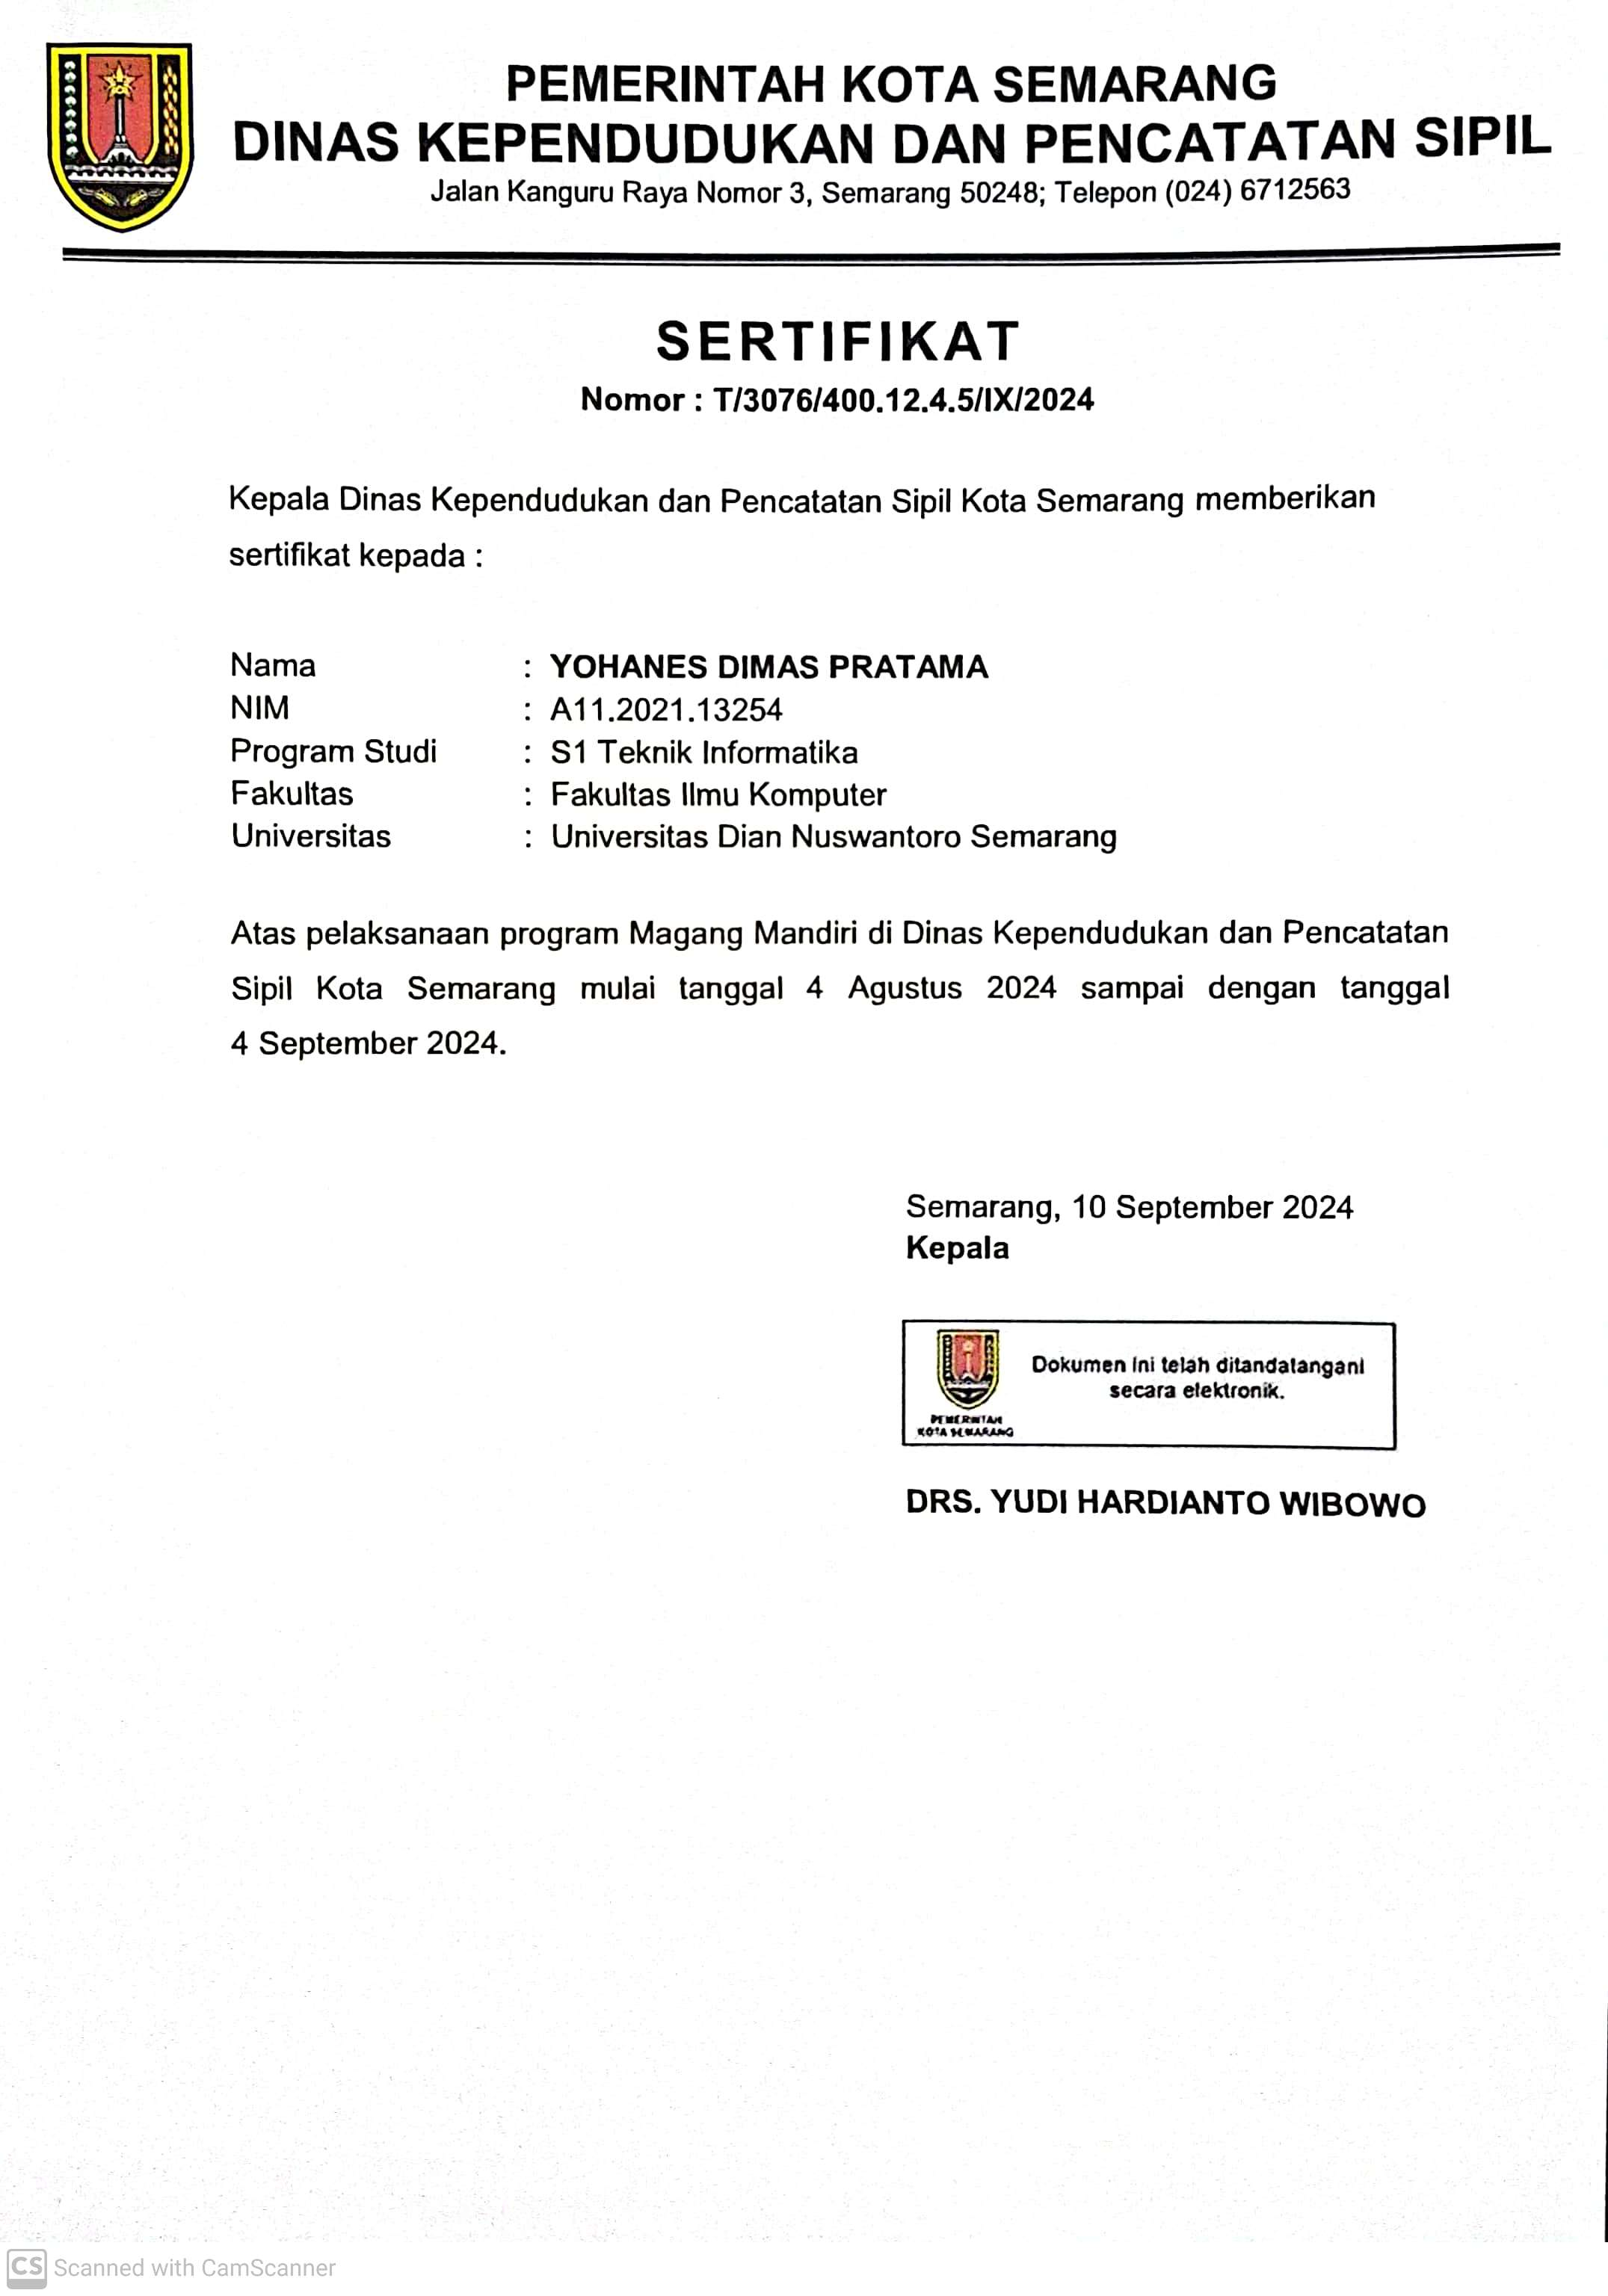 PEMERINTAH KOTA SEMARANG
DINAS KEPENDUDUKAN DAN PENCATATAN SIPIL
Jalan Kanguru Raya Nomor 3, Semarang 50248; Telepon (024) 6712563
SERTIFIKAT
Nomor : T/3076/400.12.4.5/IX/2024
Kepala Dinas Kependudukan dan Pencatatan Sipil Kota Semarang memberikan
sertifikat kepada :
Nama : YOHANES DIMAS PRATAMA
NIM : A11.2021.13254
Program Studi : S1 Teknik Informatika
Fakultas : Fakultas Ilmu Komputer
Universitas : Universitas Dian Nuswantoro Semarang
Atas pelaksanaan program Magang Mandiri di Dinas Kependudukan dan Pencatatan
Sipil Kota Semarang mulai tanggal 4 Agustus 2024 sampai dengan tanggal
4 September 2024.
Semarang, 10 September 2024
Kepala
Dokumen ini telah ditandatangani
secara elektronik.
PEMERINTAH
KOTA SEMARANG
DRS. YUDI HARDIANTO WIBOWO
CS Scanned with CamScanner